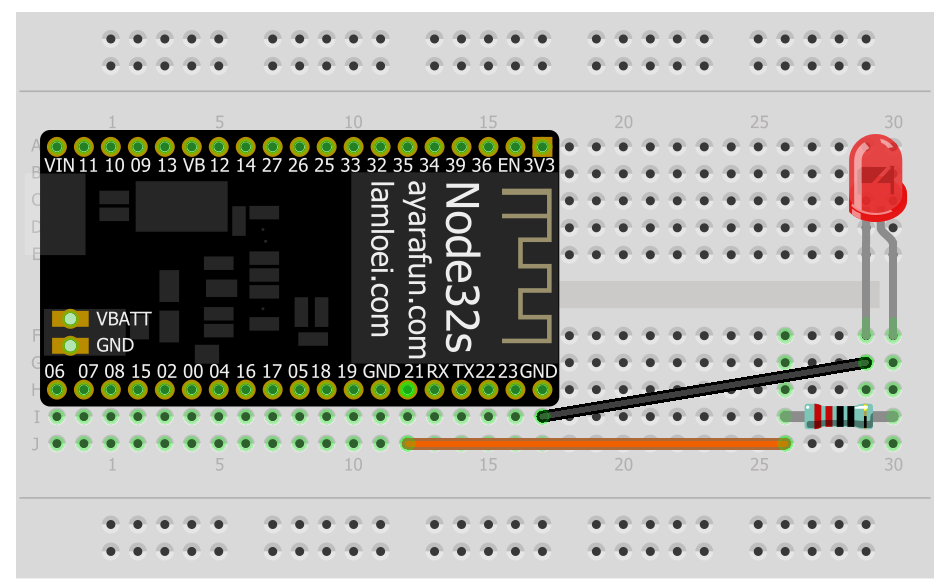 1 5 10 15 20 25 30
A
B
C
D
E
VIN 11 10 09 13 VB 12 14 27 26 25 33 32 35 34 39 36 EN 3V3
Node32s
ayarafun.com
lamloei.com
VBATT
GND
06 07 08 15 02 00 04 16 17 05 18 19 GND 21 RX TX 22 23 GND
F
G
H
I
J
1 5 10 15 20 25 30